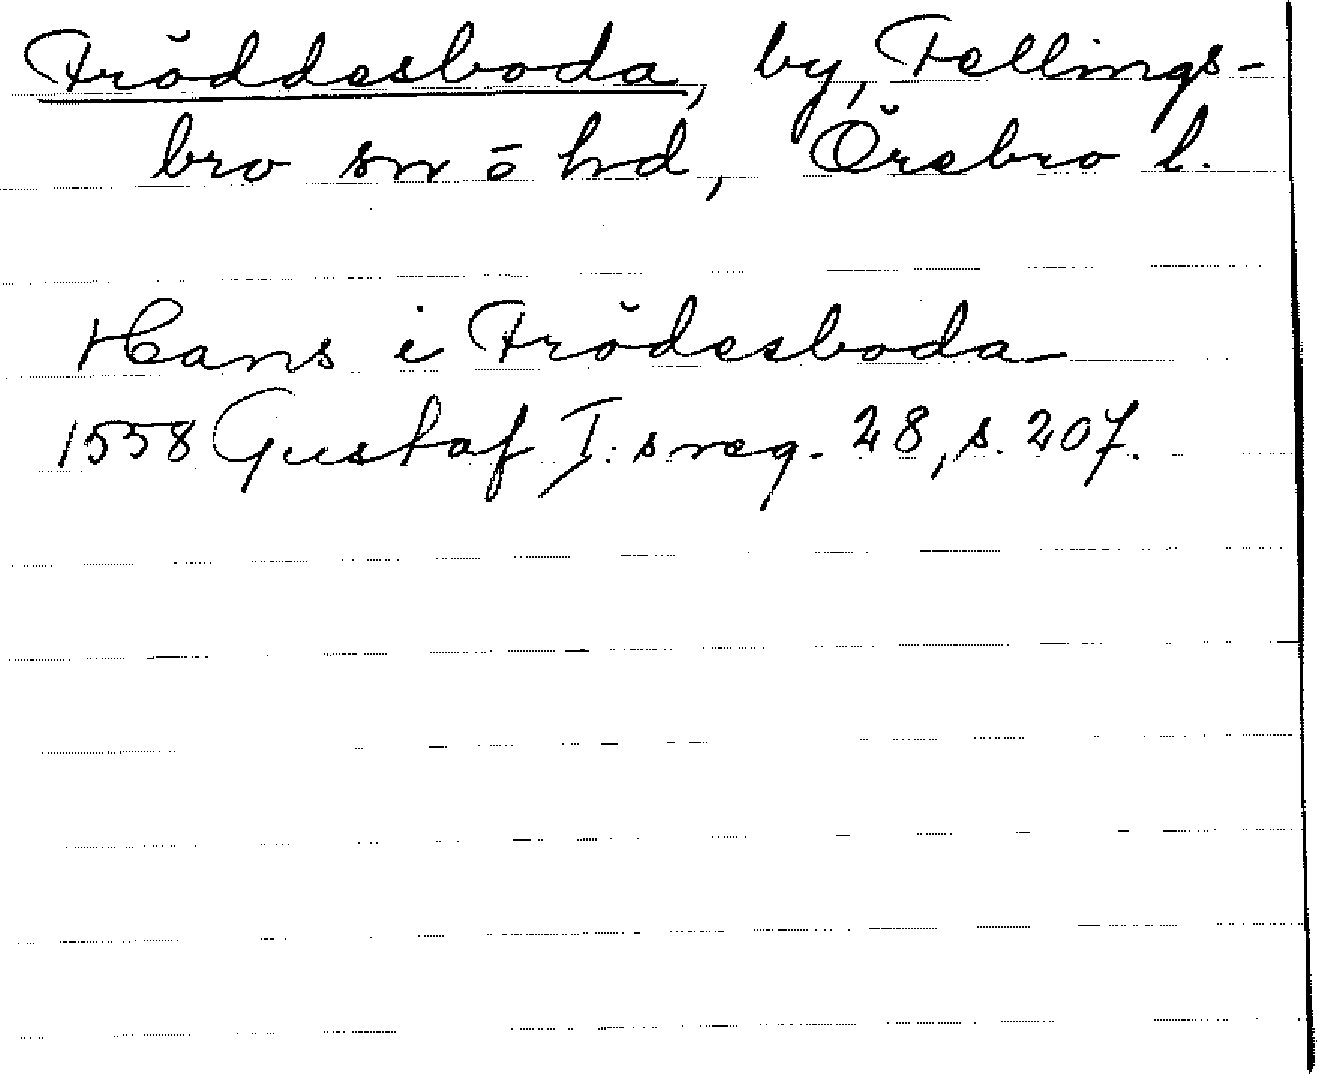 Fröddesboda, by, Fellings-
bro sn o hd, Örebro l.
Hans i Frödesboda
1558 Gustaf I:s reg. 28, s. 207.